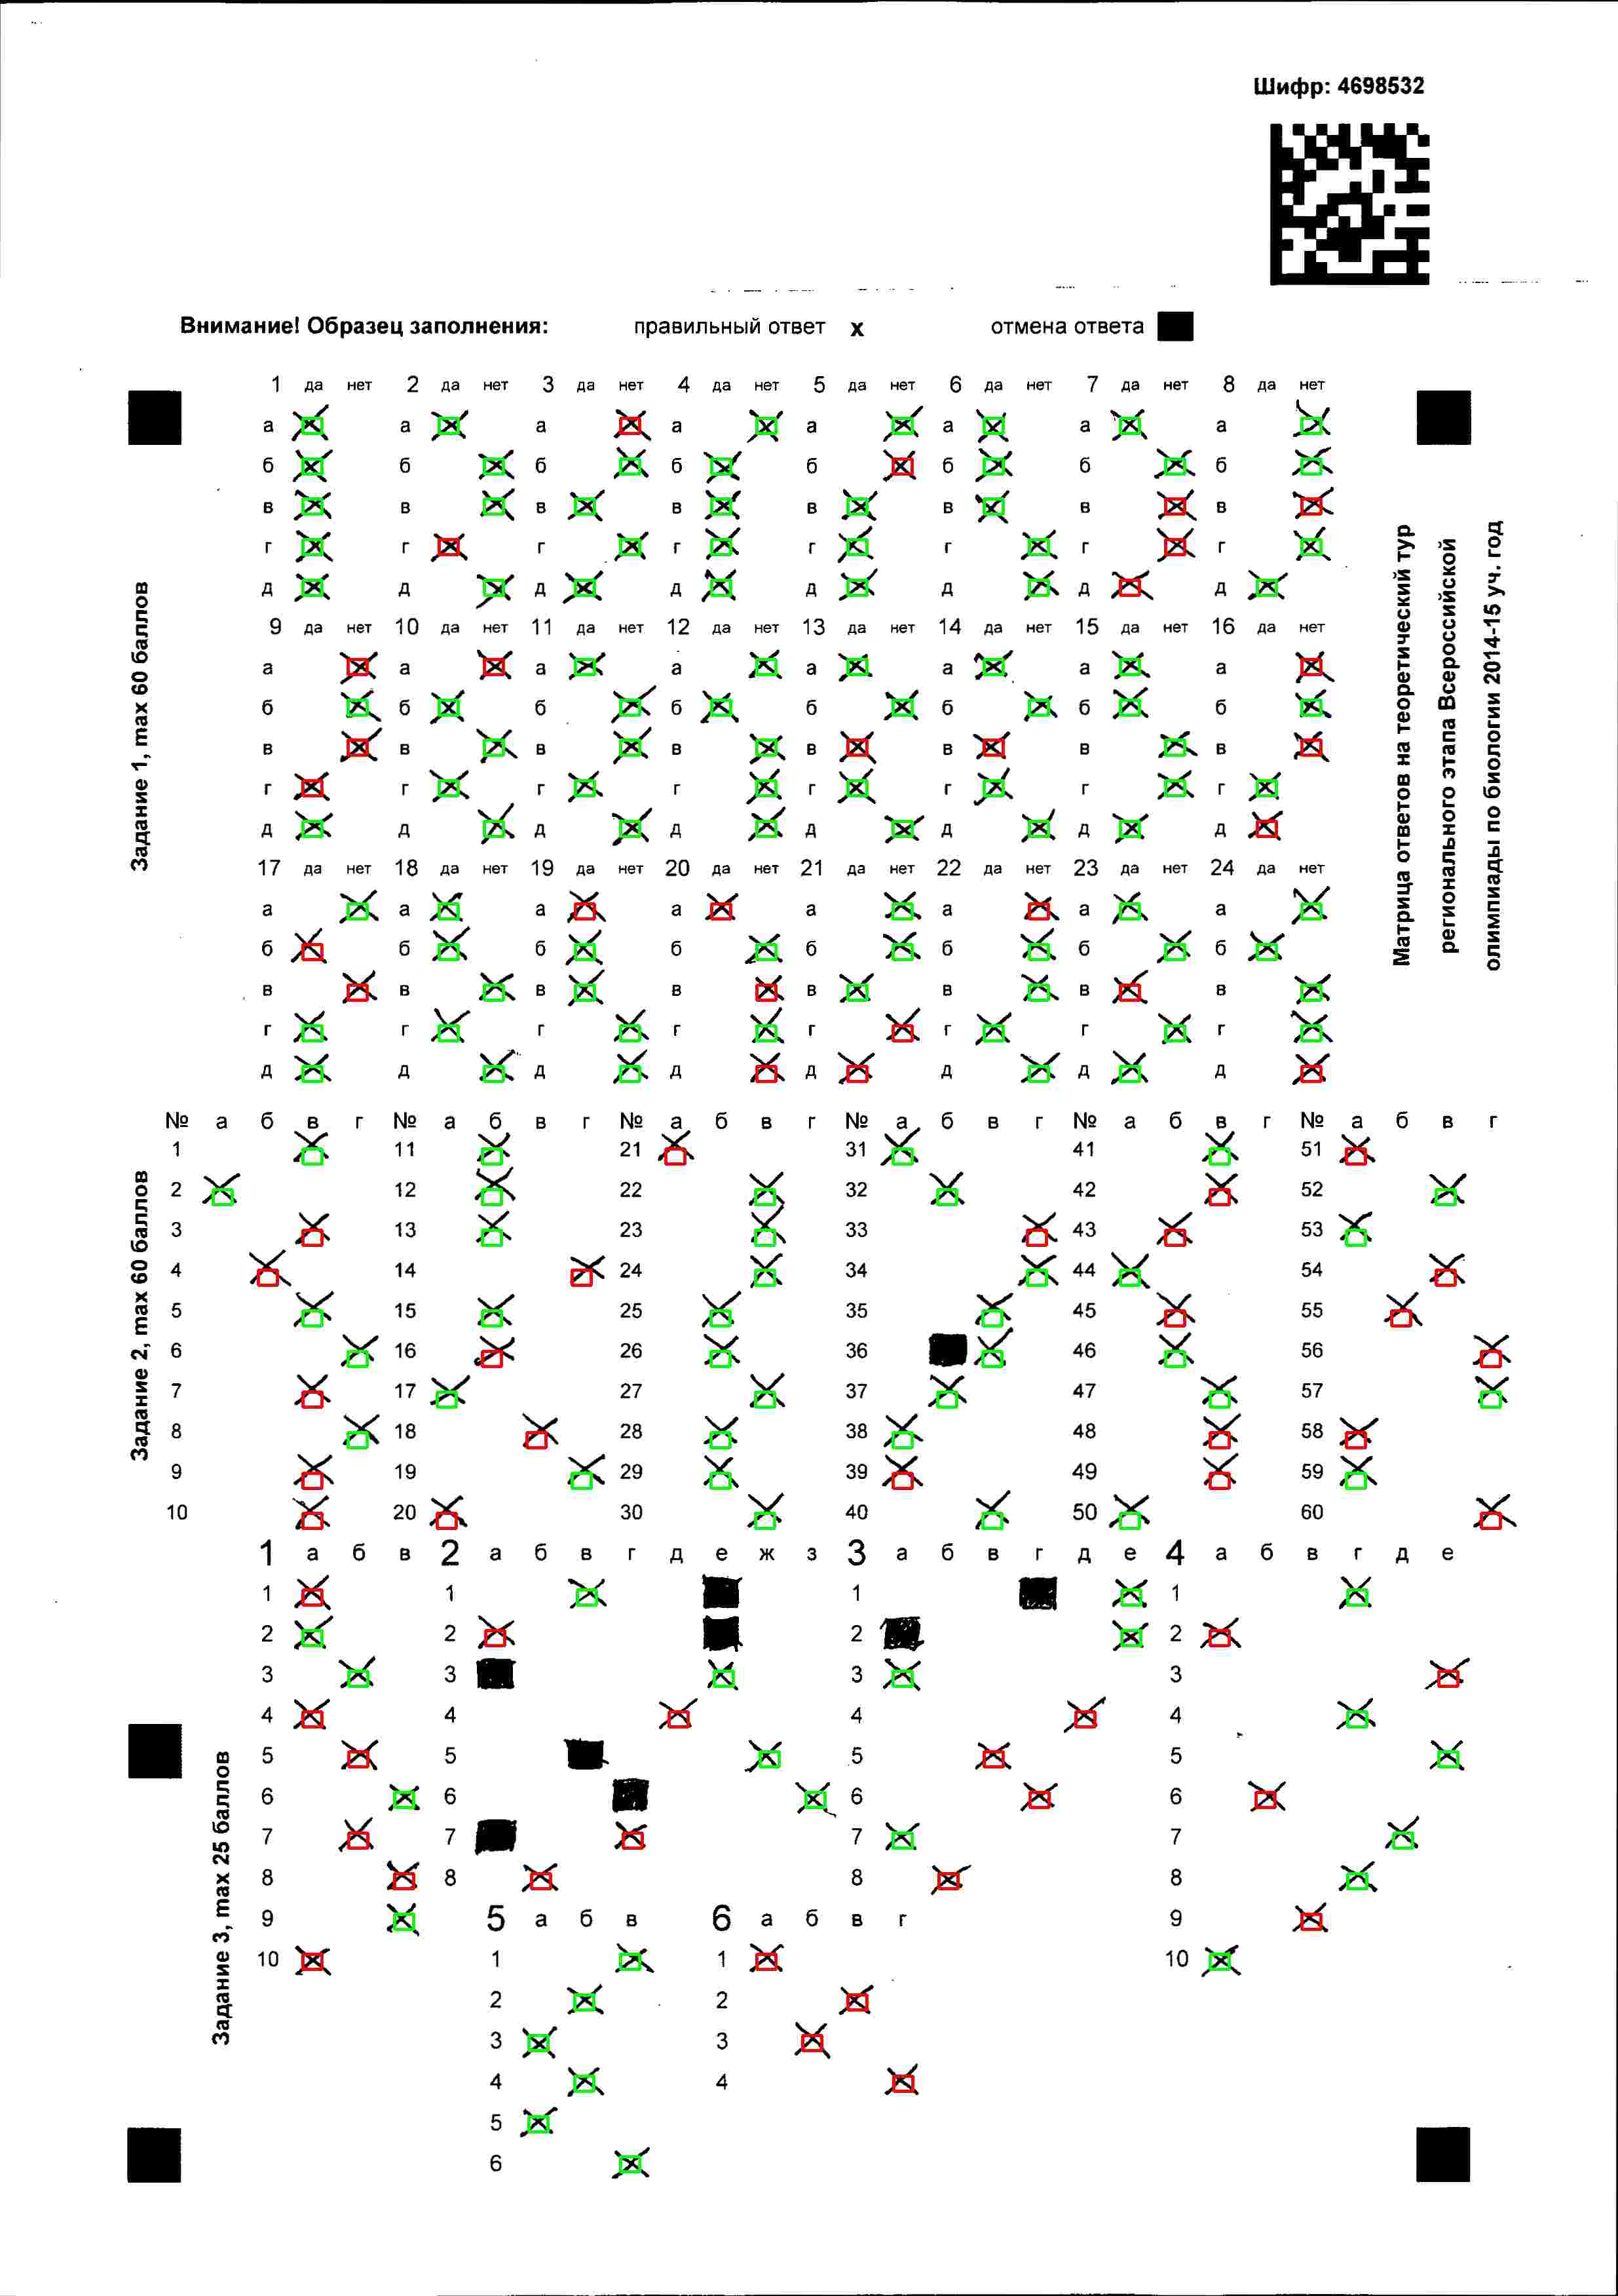 Шифр: 4698532
Внимание! Образец заполнения: правильный ответ х отмена ответа
1 да нет 2 да нет 3 да нет 4 да нет 5 да нет 6 да нет 7 да нет 8 да нет
а а а а а а а а
б б б б б б б б
в в в в в в в в
г г г г г г г г
д д д д д д д д
9 да нет 10 да нет 11 да нет 12 да нет 13 да нет 14 да нет 15 да нет 16 да нет
а а а а а а а а
б б б б б б б б
в в в в в в в в
г г г г г г г г
д д д д д д д д
17 да нет 18 да нет 19 да нет 20 да нет 21 да нет 22 да нет 23 да нет 24 да нет
а а а а а а а а
б б б б б б б б
в в в в в в в в
г г г г г г г г
д д д д д д д д
Задание 1, max 60 баллов
Матрица ответов на теоретический тур
регионального этапа Всероссийской
олимпиады по биологии 2014-15 уч. год
№ а б в г № а б в г № а б в г № а б в г № а б в г № а б в г
1 11 21 31 41 51
2 12 22 32 42 52
3 13 23 33 43 53
4 14 24 34 44 54
5 15 25 35 45 55
6 16 26 36 46 56
7 17 27 37 47 57
8 18 28 38 48 58
9 19 29 39 49 59
10 20 30 40 50 60
Задание 2, max 60 баллов
1 а б в 2 а б в г д е ж з 3 а б в г д е 4 а б в г д е
1 1 1 1
2 2 2 2
3 3 3 3
4 4 4 4
5 5 5 5
6 6 6 6
7 7 7 7
8 8 8 8
9 5 а б в 6 а б в г 9
10 1 1 10
2 2
3 3
4 4
5
6
Задание 3, max 25 баллов